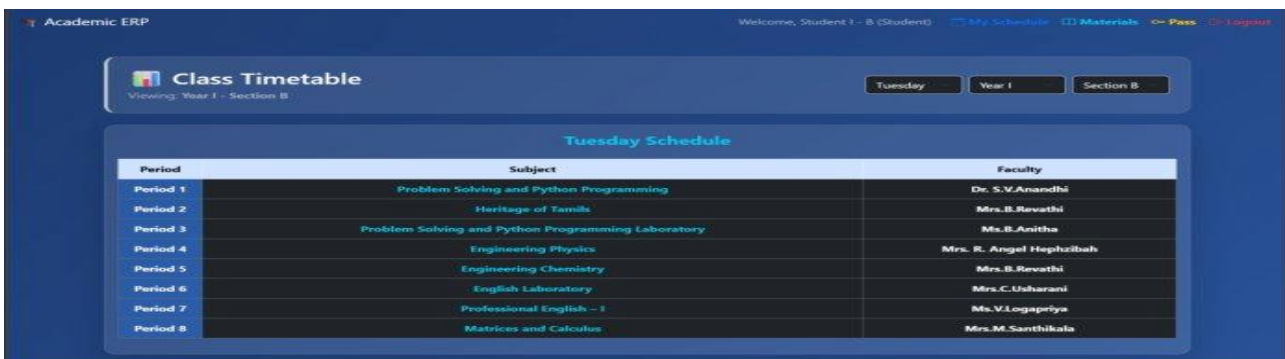 Academic ERP Welcome, Student I - B (Student) My Schedule Materials Pass Logout
Class Timetable
Viewing: Year I - Section B
Tuesday Year I Section B
Tuesday Schedule
Period Subject Faculty
Period 1 Problem Solving and Python Programming Dr. S.V.Anandhi
Period 2 Heritage of Tamils Mrs.B.Revathi
Period 3 Problem Solving and Python Programming Laboratory Ms.B.Anitha
Period 4 Engineering Physics Mrs. R. Angel Hephzibah
Period 5 Engineering Chemistry Mrs.B.Revathi
Period 6 English Laboratory Mrs.C.Usharani
Period 7 Professional English – I Ms.V.Logapriya
Period 8 Matrices and Calculus Mrs.M.Santhikala